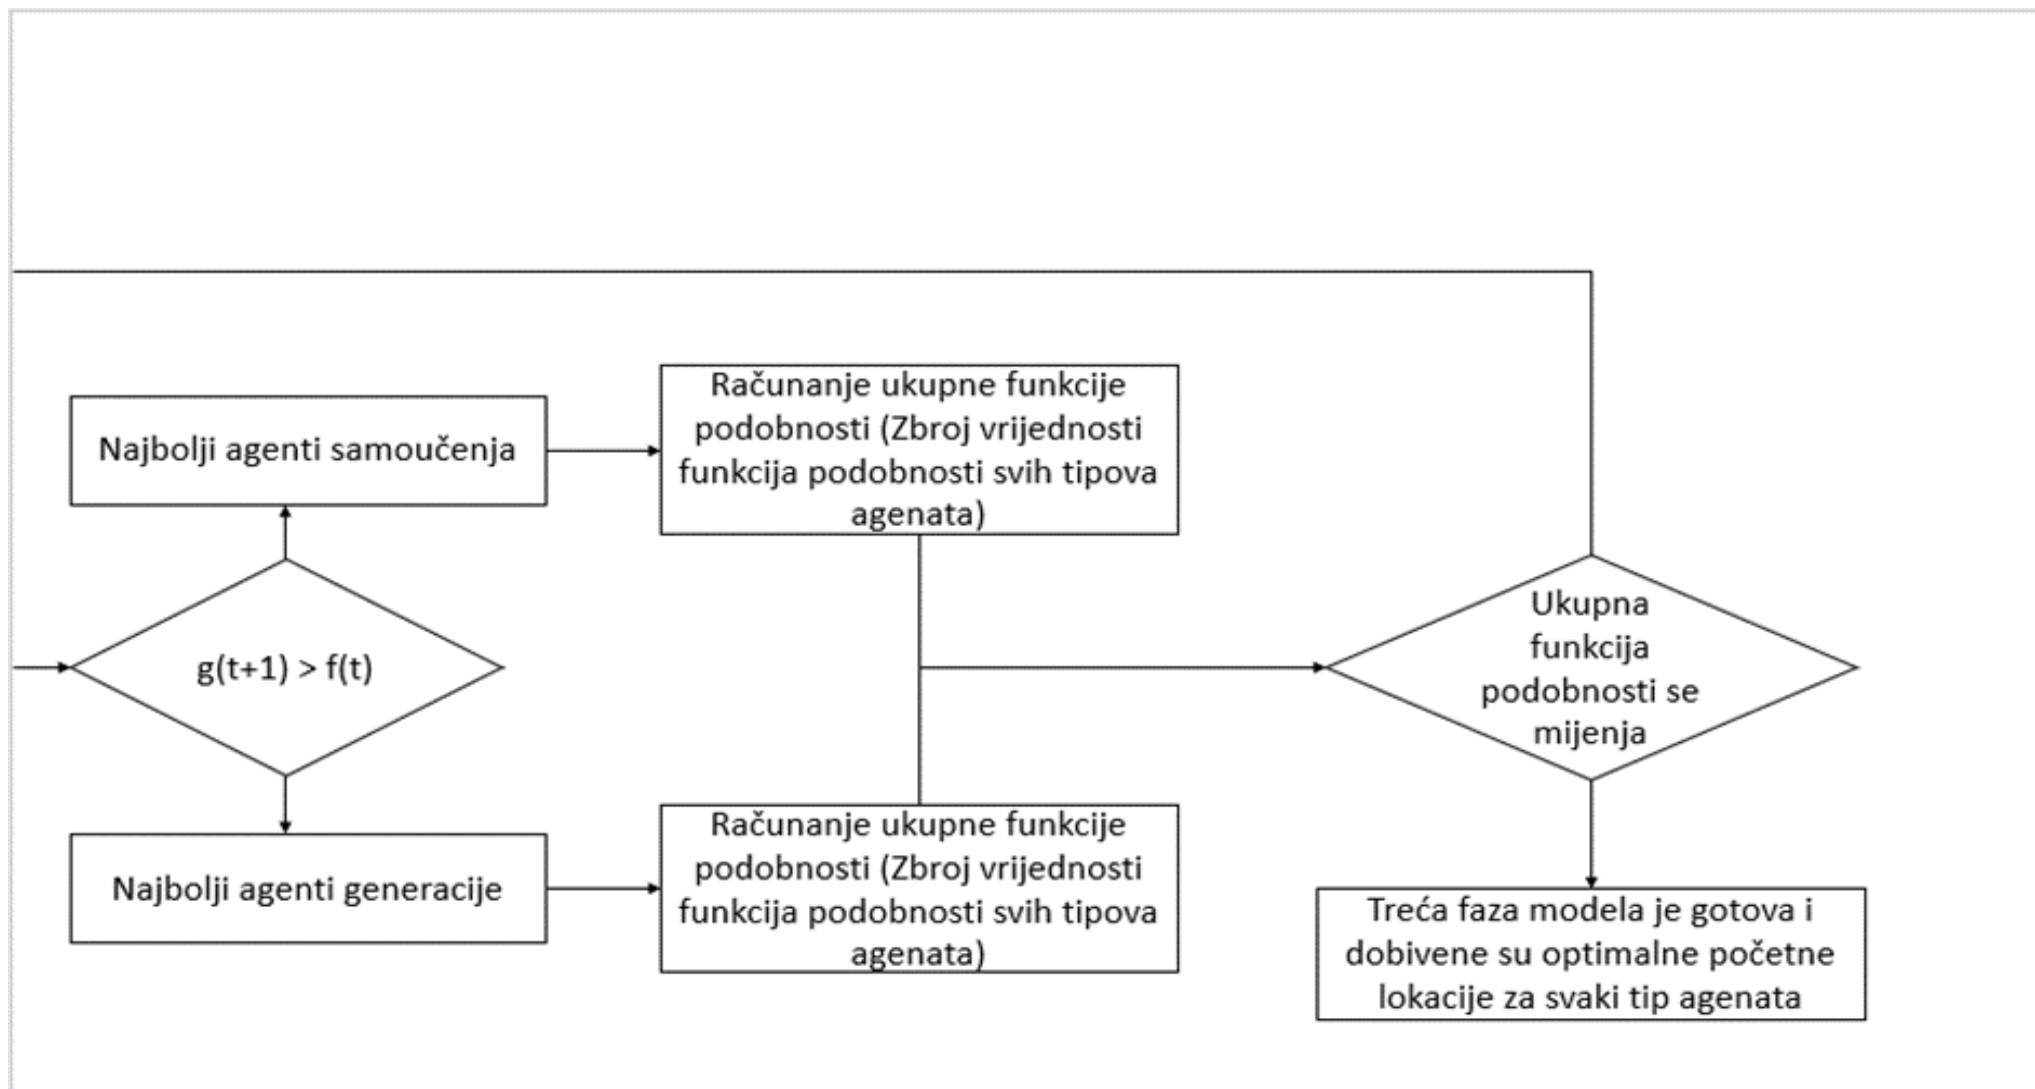 Najbolji agenti samoučenja
Računanje ukupne funkcije
podobnosti (Zbroj vrijednosti
funkcija podobnosti svih tipova
agenata)
g(t+1) > f(t)
Ukupna
funkcija
podobnosti se
mijenja
Najbolji agenti generacije
Računanje ukupne funkcije
podobnosti (Zbroj vrijednosti
funkcija podobnosti svih tipova
agenata)
Treća faza modela je gotova i
dobivene su optimalne početne
lokacije za svaki tip agenata